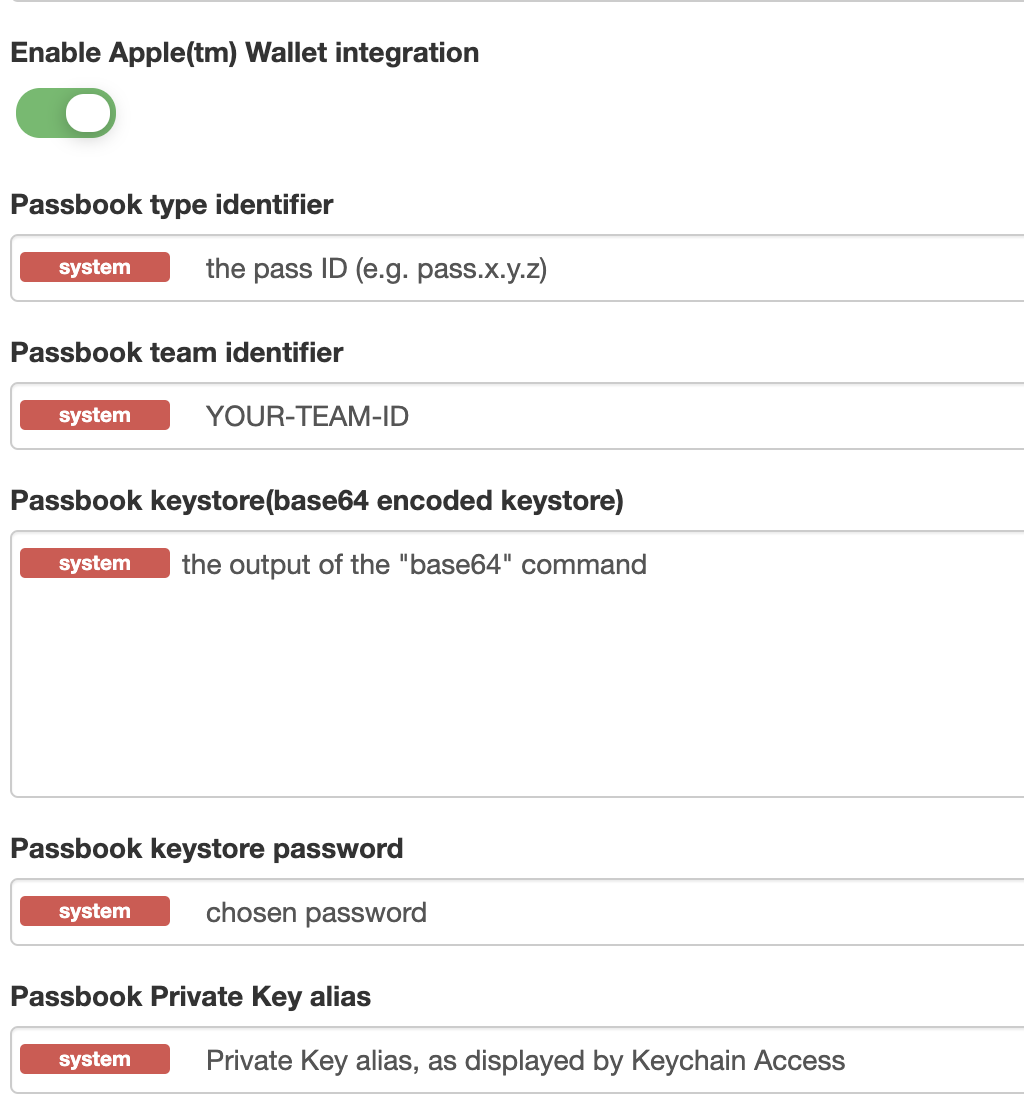 Enable Apple(tm) Wallet integration
Passbook type identifier
system the pass ID (e.g. pass.x.y.z)
Passbook team identifier
system YOUR-TEAM-ID
Passbook keystore(base64 encoded keystore)
system the output of the "base64" command
Passbook keystore password
system chosen password
Passbook Private Key alias
system Private Key alias, as displayed by Keychain Access